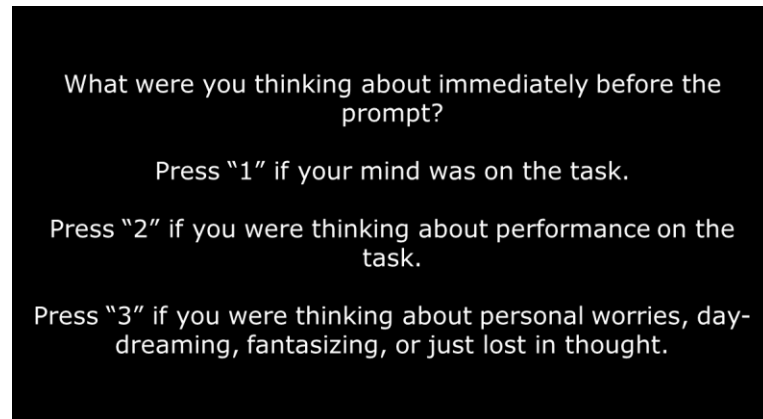 What were you thinking about immediately before the
prompt?
Press “1” if your mind was on the task.
Press “2” if you were thinking about performance on the
task.
Press “3” if you were thinking about personal worries, day-
dreaming, fantasizing, or just lost in thought.